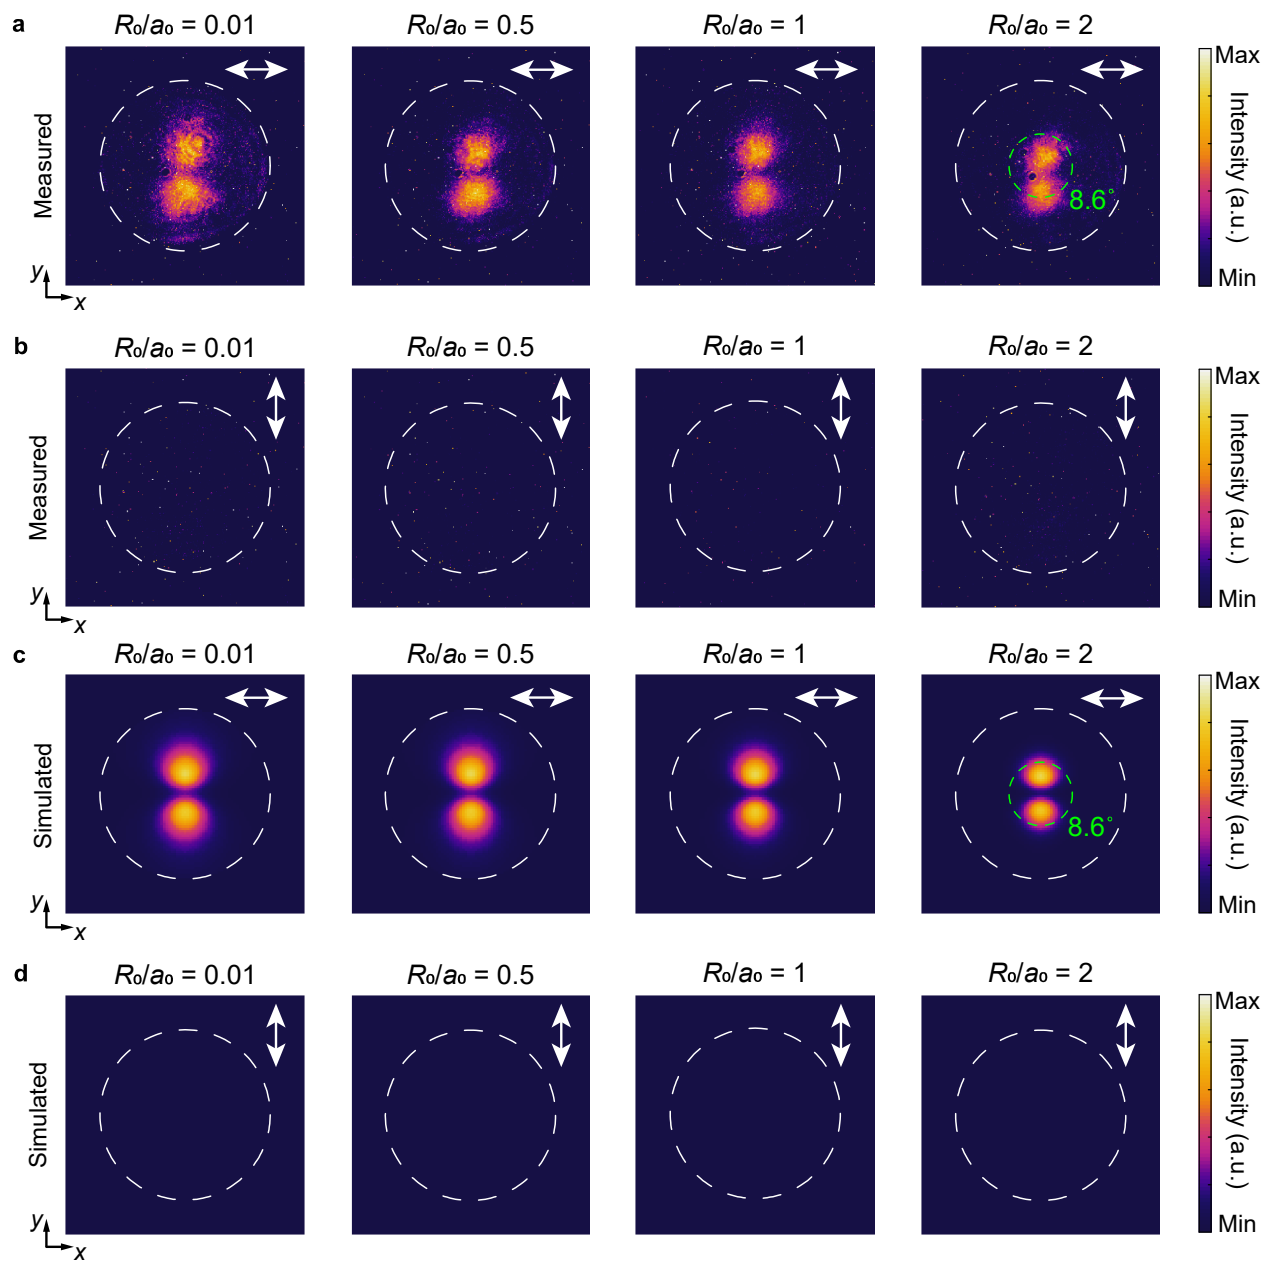 a
R₀/a₀ = 0.01
R₀/a₀ = 0.5
R₀/a₀ = 1
R₀/a₀ = 2
Measured
8.6°
y
x
Max
Intensity (a.u.)
Min
b
R₀/a₀ = 0.01
R₀/a₀ = 0.5
R₀/a₀ = 1
R₀/a₀ = 2
Measured
y
x
Max
Intensity (a.u.)
Min
c
R₀/a₀ = 0.01
R₀/a₀ = 0.5
R₀/a₀ = 1
R₀/a₀ = 2
Simulated
8.6°
y
x
Max
Intensity (a.u.)
Min
d
R₀/a₀ = 0.01
R₀/a₀ = 0.5
R₀/a₀ = 1
R₀/a₀ = 2
Simulated
y
x
Max
Intensity (a.u.)
Min